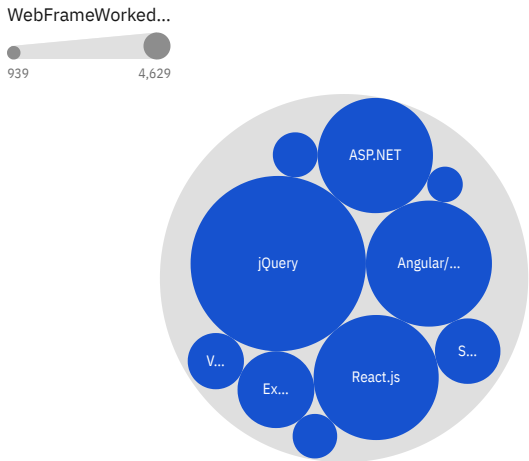 WebFrameWorked...
939 4,629
ASP.NET
jQuery
Angular/...
V...
S...
Ex...
React.js